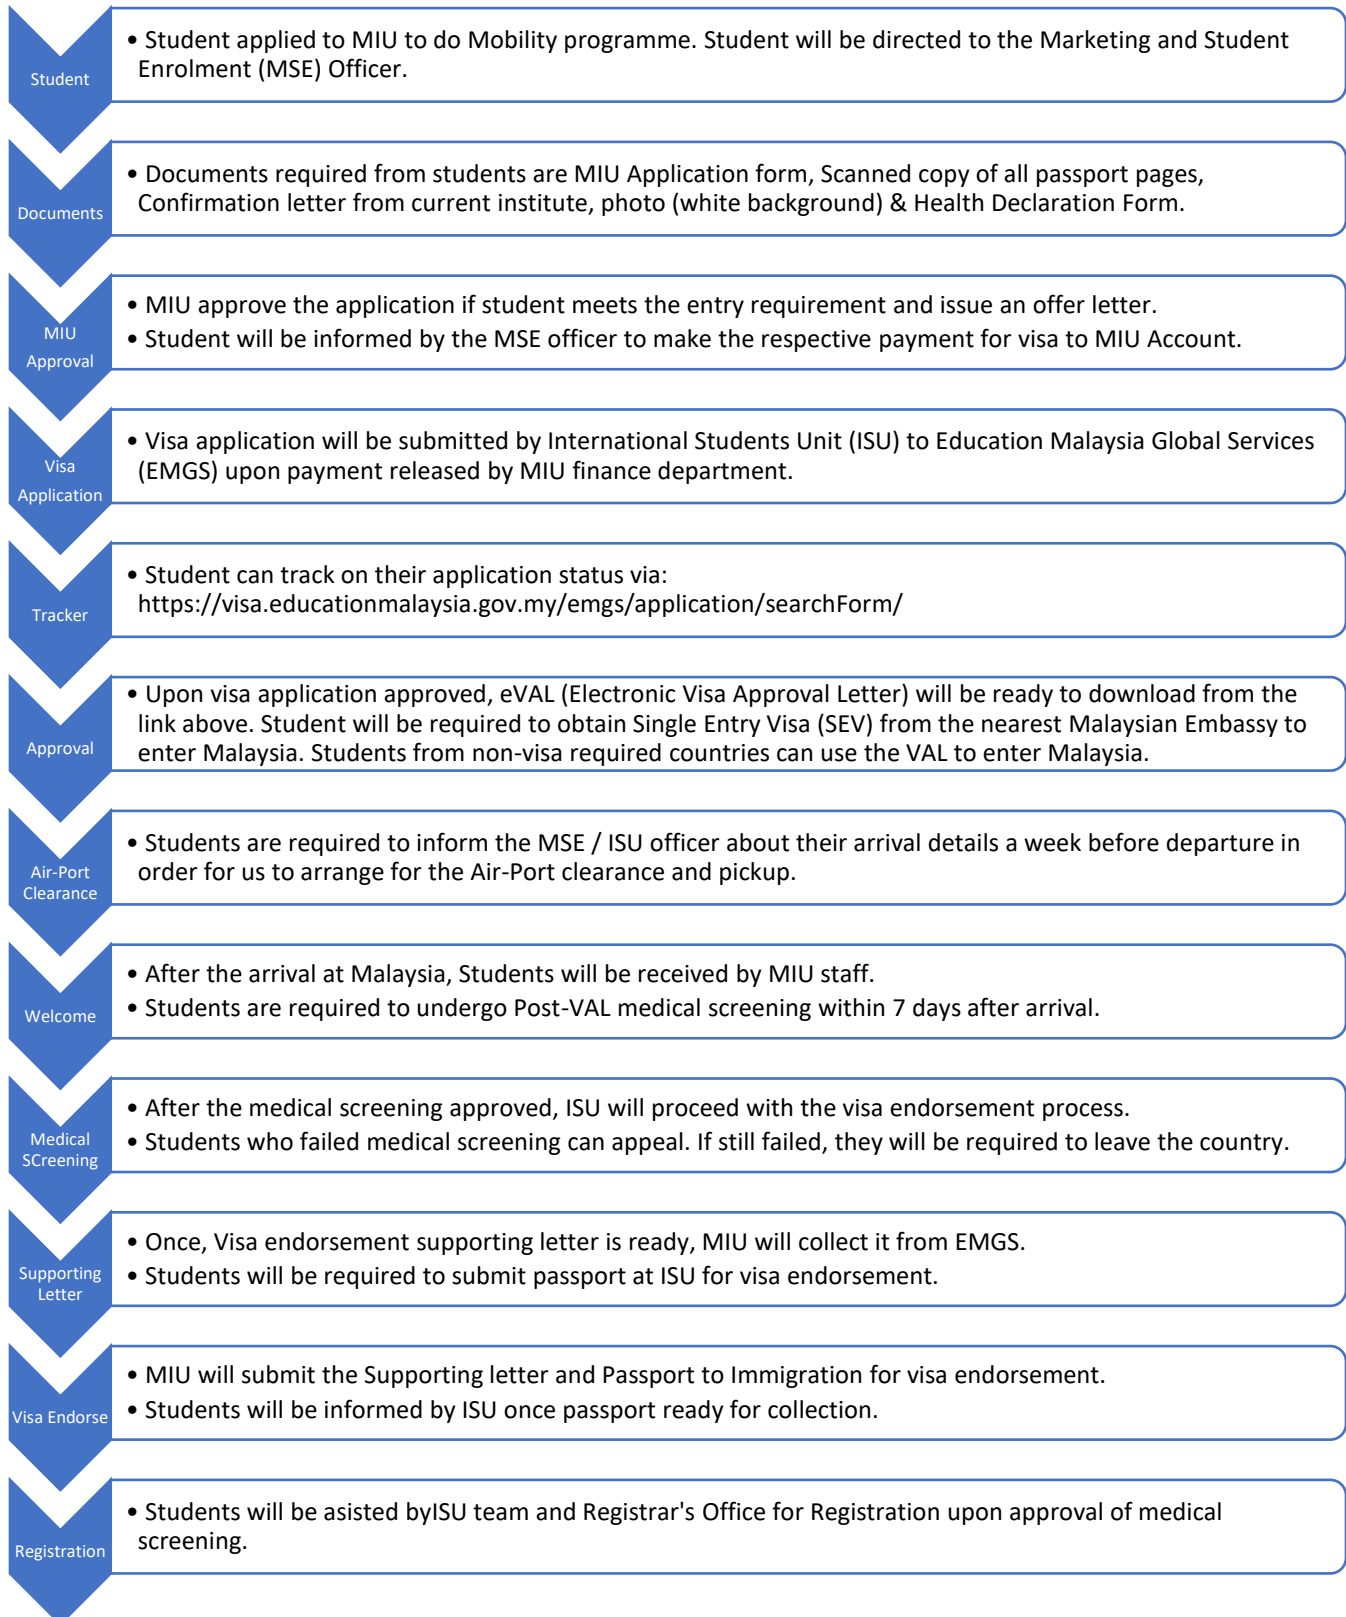 Student
• Student applied to MIU to do Mobility programme. Student will be directed to the Marketing and Student
Enrolment (MSE) Officer.
Documents
• Documents required from students are MIU Application form, Scanned copy of all passport pages,
Confirmation letter from current institute, photo (white background) & Health Declaration Form.
MIU
Approval
• MIU approve the application if student meets the entry requirement and issue an offer letter.
• Student will be informed by the MSE officer to make the respective payment for visa to MIU Account.
Visa
Application
• Visa application will be submitted by International Students Unit (ISU) to Education Malaysia Global Services
(EMGS) upon payment released by MIU finance department.
Tracker
• Student can track on their application status via:
https://visa.educationmalaysia.gov.my/emgs/application/searchForm/
Approval
• Upon visa application approved, eVAL (Electronic Visa Approval Letter) will be ready to download from the
link above. Student will be required to obtain Single Entry Visa (SEV) from the nearest Malaysian Embassy to
enter Malaysia. Students from non-visa required countries can use the VAL to enter Malaysia.
Air-Port
Clearance
• Students are required to inform the MSE / ISU officer about their arrival details a week before departure in
order for us to arrange for the Air-Port clearance and pickup.
Welcome
• After the arrival at Malaysia, Students will be received by MIU staff.
• Students are required to undergo Post-VAL medical screening within 7 days after arrival.
Medical
SCreening
• After the medical screening approved, ISU will proceed with the visa endorsement process.
• Students who failed medical screening can appeal. If still failed, they will be required to leave the country.
Supporting
Letter
• Once, Visa endorsement supporting letter is ready, MIU will collect it from EMGS.
• Students will be required to submit passport at ISU for visa endorsement.
Visa Endorse
• MIU will submit the Supporting letter and Passport to Immigration for visa endorsement.
• Students will be informed by ISU once passport ready for collection.
Registration
• Students will be asisted byISU team and Registrar's Office for Registration upon approval of medical
screening.